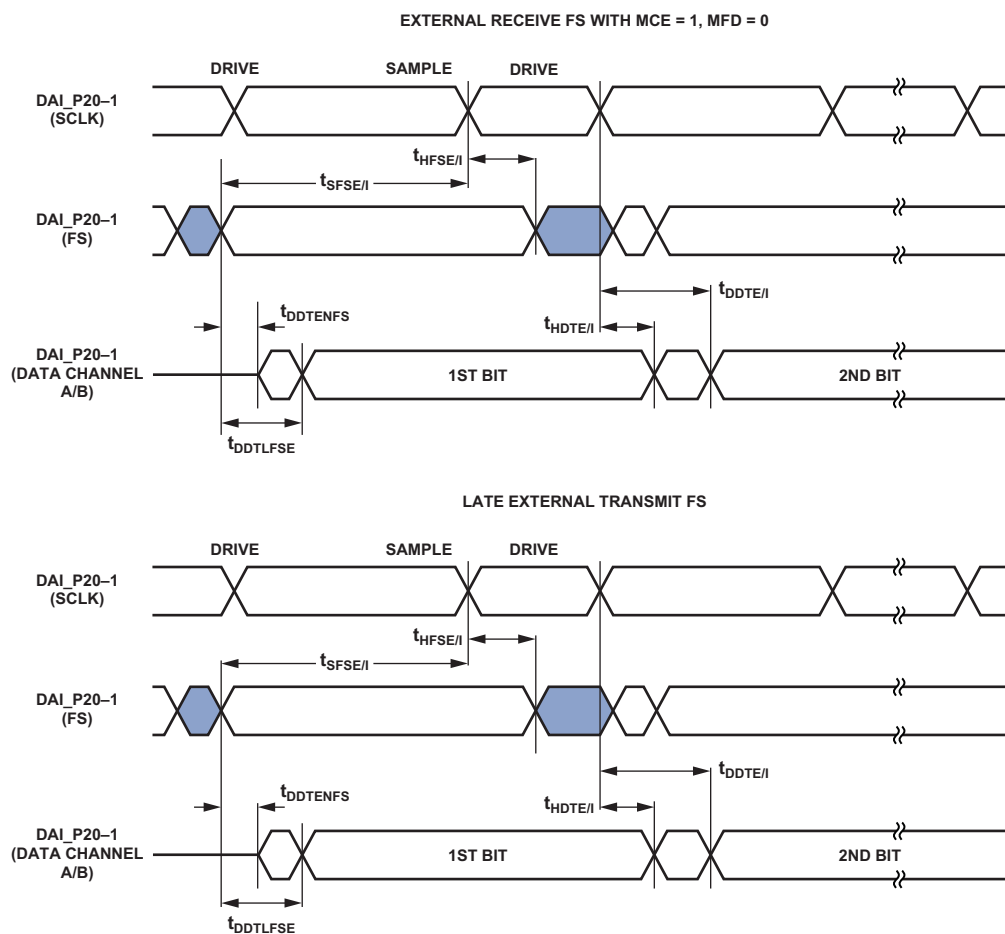 EXTERNAL RECEIVE FS WITH MCE = 1, MFD = 0
DRIVE SAMPLE DRIVE
DAI_P20–1
(SCLK)
tHFSE/I
tSFSE/I
DAI_P20–1
(FS)
tDDTE/I
tDDTENFS
tHDTE/I
DAI_P20–1
(DATA CHANNEL
A/B)
1ST BIT 2ND BIT
tDDTLFSE
LATE EXTERNAL TRANSMIT FS
DRIVE SAMPLE DRIVE
DAI_P20–1
(SCLK)
tHFSE/I
tSFSE/I
DAI_P20–1
(FS)
tDDTE/I
tDDTENFS
tHDTE/I
DAI_P20–1
(DATA CHANNEL
A/B)
1ST BIT 2ND BIT
tDDTLFSE